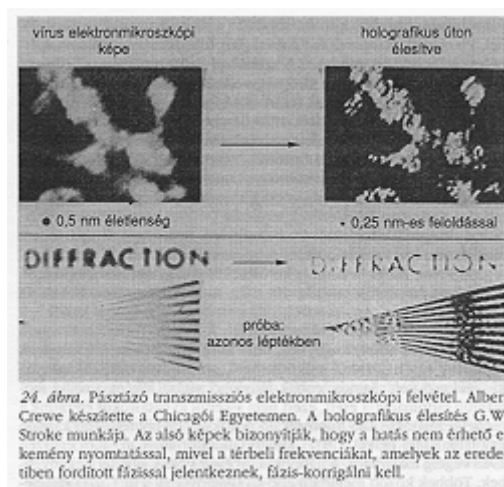 vírus elektronmikroszkópi
képe
holografikus úton
élesítve
0,5 nm életlenség
0,25 nm-es feloldással
DIFFRACTION
DIFFRACTION
próba:
azonos léptékben
24. ábra. Pásztázó transzmissziós elektronmikroszkópi felvétel. Alber
Crewe készítette a Chicagói Egyetemen. A holografikus élesítés G.W
Stroke munkája. Az alsó képek bizonyítják, hogy a hatás nem érhető e
kemény nyomtatással, mivel a térbeli frekvenciákat, amelyek az erede
tiben fordított fázissal jelentkeznek, fázis-korrigálni kell.